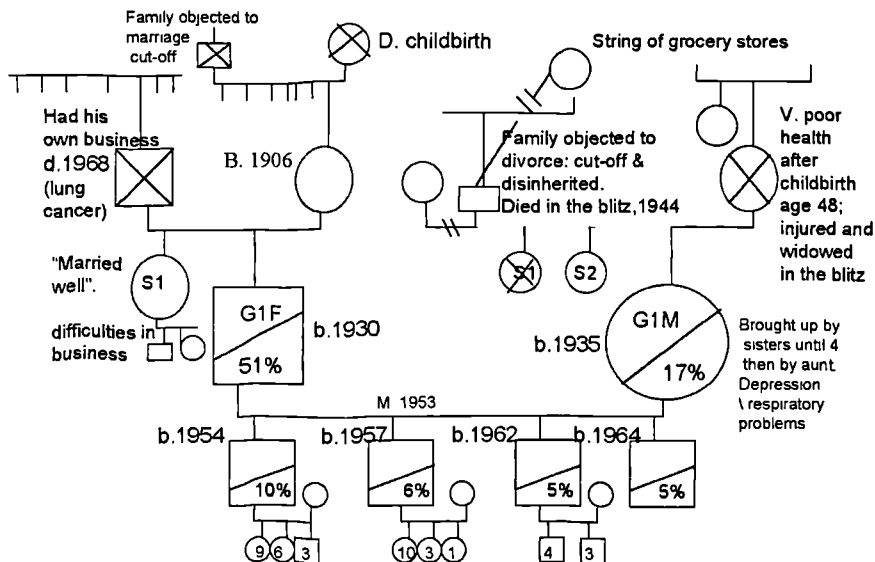 Family objected to
marriage
cut-off
D. childbirth
String of grocery stores
Had his
own business
d.1968
(lung
cancer)
B. 1906
Family objected to
divorce: cut-off &
disinherited.
Died in the blitz,1944
V. poor
health
after
childbirth
age 48;
injured and
widowed
in the blitz
"Married
well".
S1
S1
S2
difficulties in
business
G1F
51%
b.1930
b.1935
G1M
17%
Brought up by
sisters until 4
then by aunt.
Depression
\ respiratory
problems
M 1953
b.1954
b.1957
b.1962
b.1964
10%
6%
5%
5%
9
6
3
10
3
1
4
3